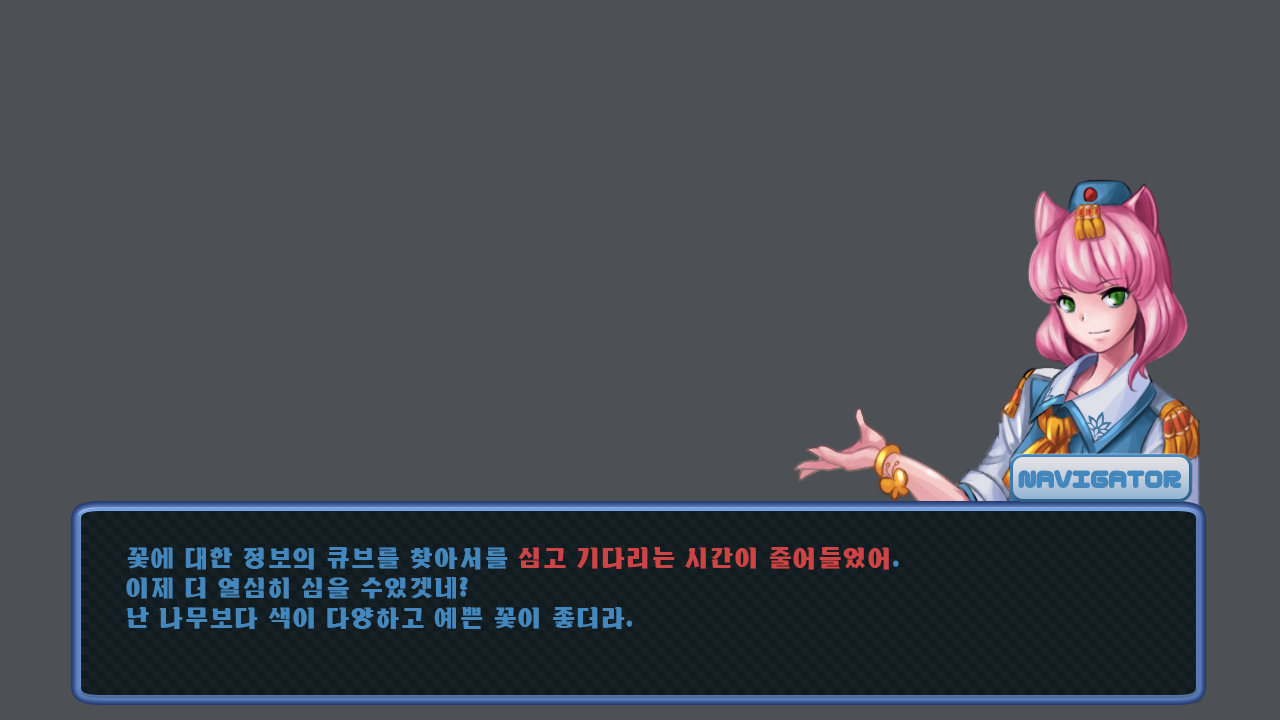 NAVIGATOR
꽃에 대한 정보의 큐브를 찾아서를 심고 기다리는 시간이 줄어들었어.
이제 더 열심히 심을 수있겟네?
난 나무보다 색이 다양하고 예쁜 꽃이 좋더라.